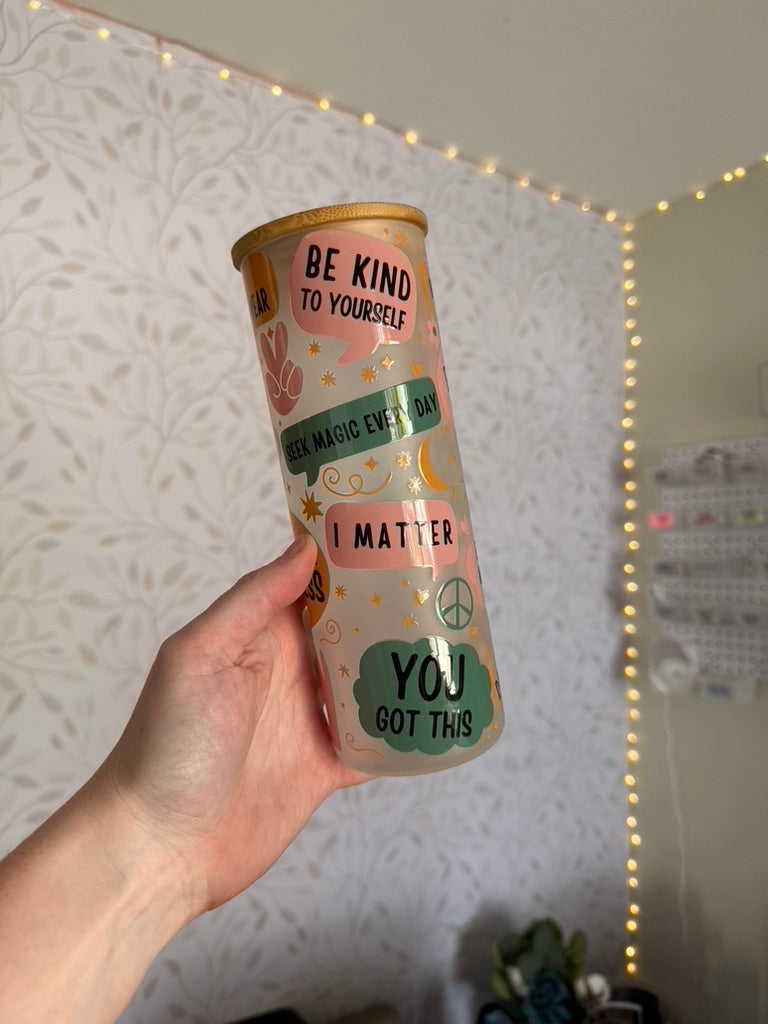 BE KIND
TO YOURSELF
SEEK MAGIC EVERY DAY
I MATTER
YOU
GOT THIS